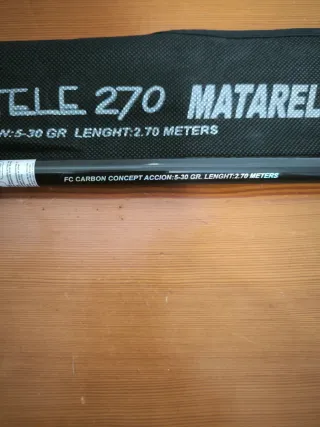 TELE 270 MATAREL
N:5-30 GR. LENGHT:2.70 METERS
FC CARBON CONCEPT ACCION:5-30 GR. LENGHT:2.70 METERS